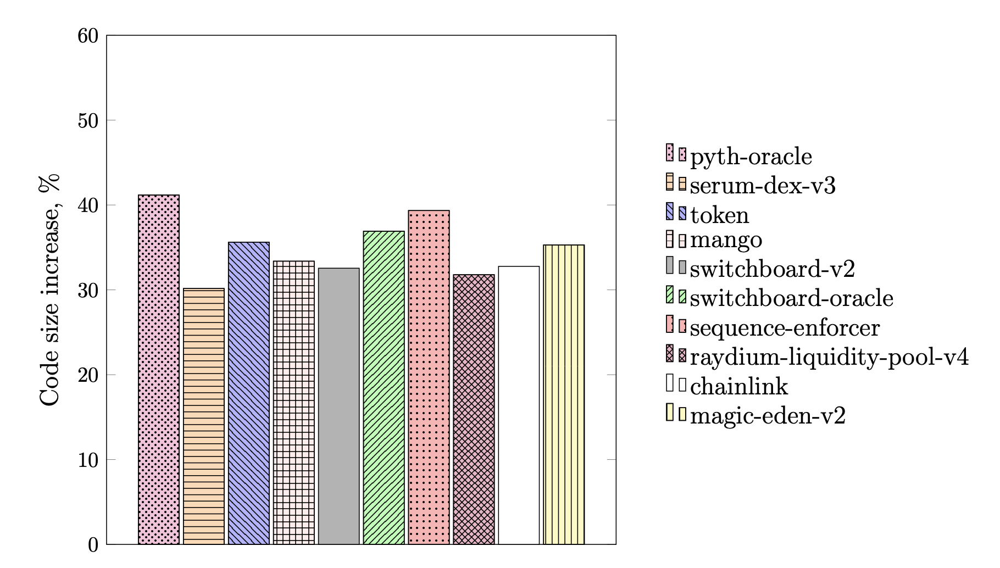 60
50
40
30
20
10
0
Code size increase, %
pyth-oracle
serum-dex-v3
token
mango
switchboard-v2
switchboard-oracle
sequence-enforcer
raydium-liquidity-pool-v4
chainlink
magic-eden-v2